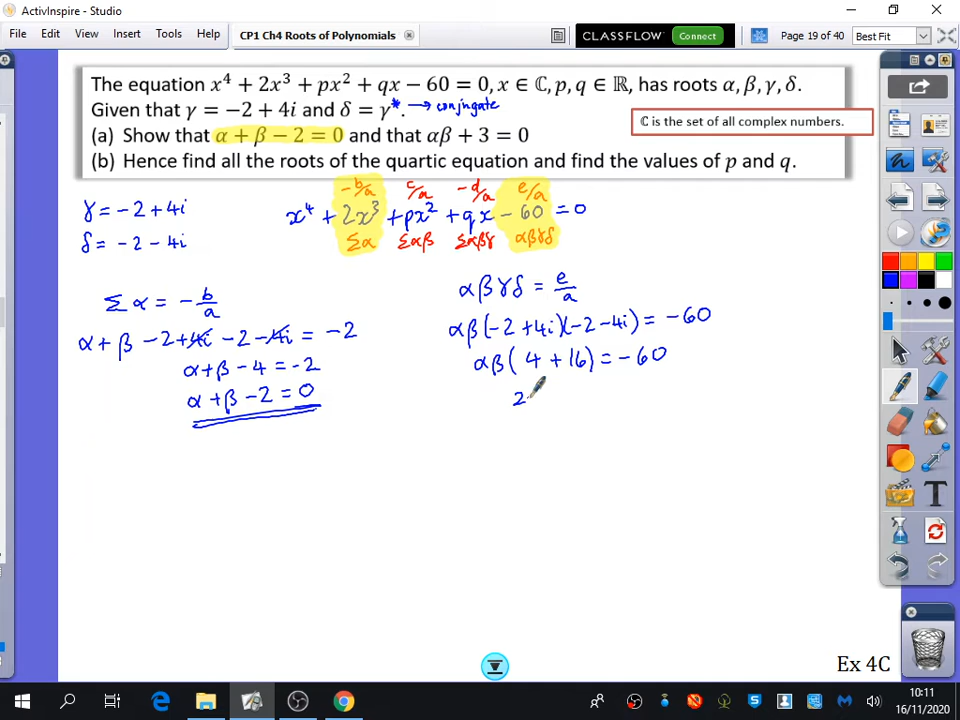 ActivInspire - Studio
File Edit View Insert Tools Help CP1 Ch4 Roots of Polynomials CLASSFLOW Connect Page 19 of 40 Best Fit
The equation x⁴ + 2x³ + px² + qx − 60 = 0, x ∈ ℂ, p, q ∈ ℝ, has roots α, β, γ, δ.
Given that γ = −2 + 4i and δ = γ*. → conjugate
ℂ is the set of all complex numbers.
(a) Show that α + β − 2 = 0 and that αβ + 3 = 0
(b) Hence find all the roots of the quartic equation and find the values of p and q.
-b/a c/a -d/a e/a
γ = -2 + 4i
x⁴ + 2x³ + px² + qx - 60 = 0
δ = -2 - 4i
Σα Σαβ Σαβγ αβγδ
Σα = -b/a
αβγδ = e/a
α + β - 2 + 4i - 2 - 4i = -2
αβ(-2 + 4i)(-2 - 4i) = -60
α + β - 4 = -2
αβ(4 + 16) = -60
α + β - 2 = 0
2
Ex 4C
10:11
16/11/2020